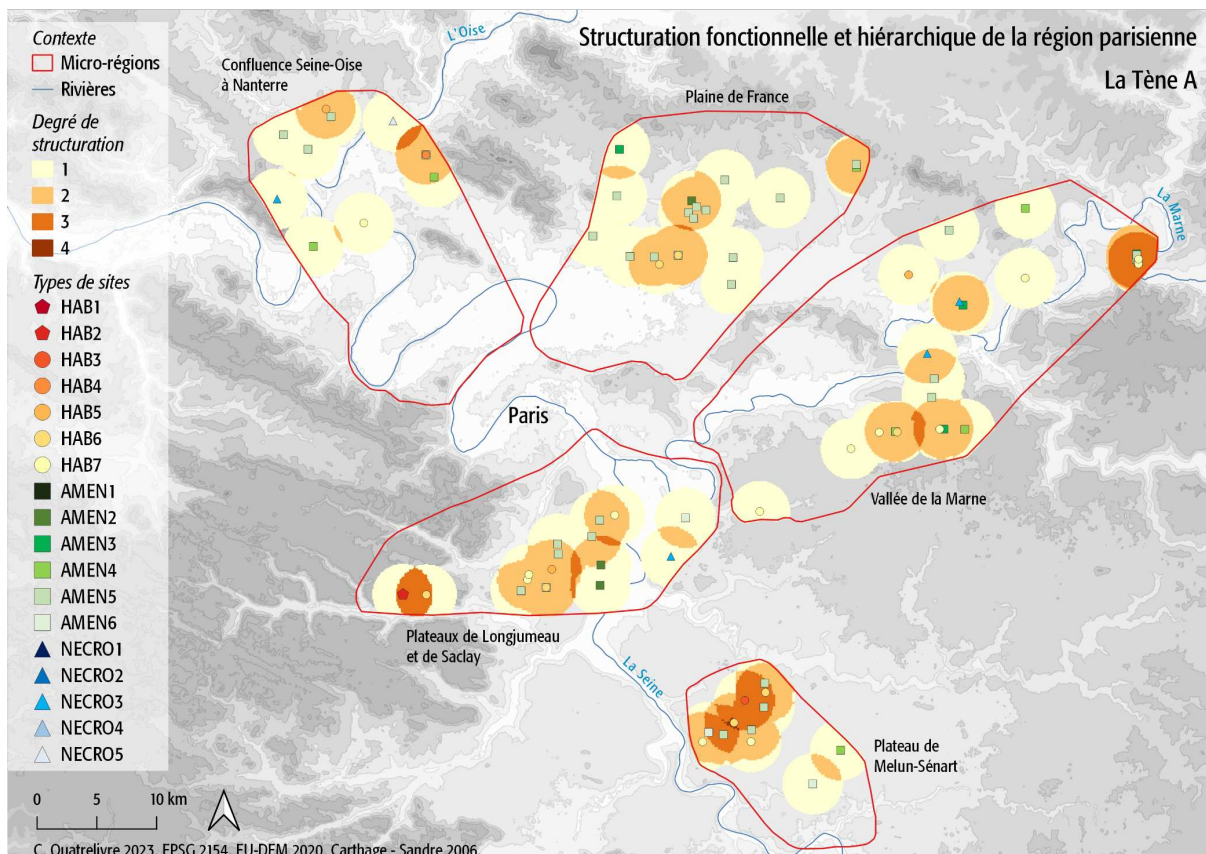 Structuration fonctionnelle et hiérarchique de la région parisienne
La Tène A
Contexte
Micro-régions
Rivières
Degré de
structuration
1
2
3
4
Types de sites
HAB1
HAB2
HAB3
HAB4
HAB5
HAB6
HAB7
AMEN1
AMEN2
AMEN3
AMEN4
AMEN5
AMEN6
NECRO1
NECRO2
NECRO3
NECRO4
NECRO5
0 5 10 km
C. Quatrelivre 2023, EPSG 2154, EU-DEM 2020, Carthage - Sandre 2006.
L'Oise
Confluence Seine-Oise
à Nanterre
Plaine de France
La Marne
Paris
Vallée de la Marne
Plateaux de Longjumeau
et de Saclay
La Seine
Plateau de
Melun-Sénart